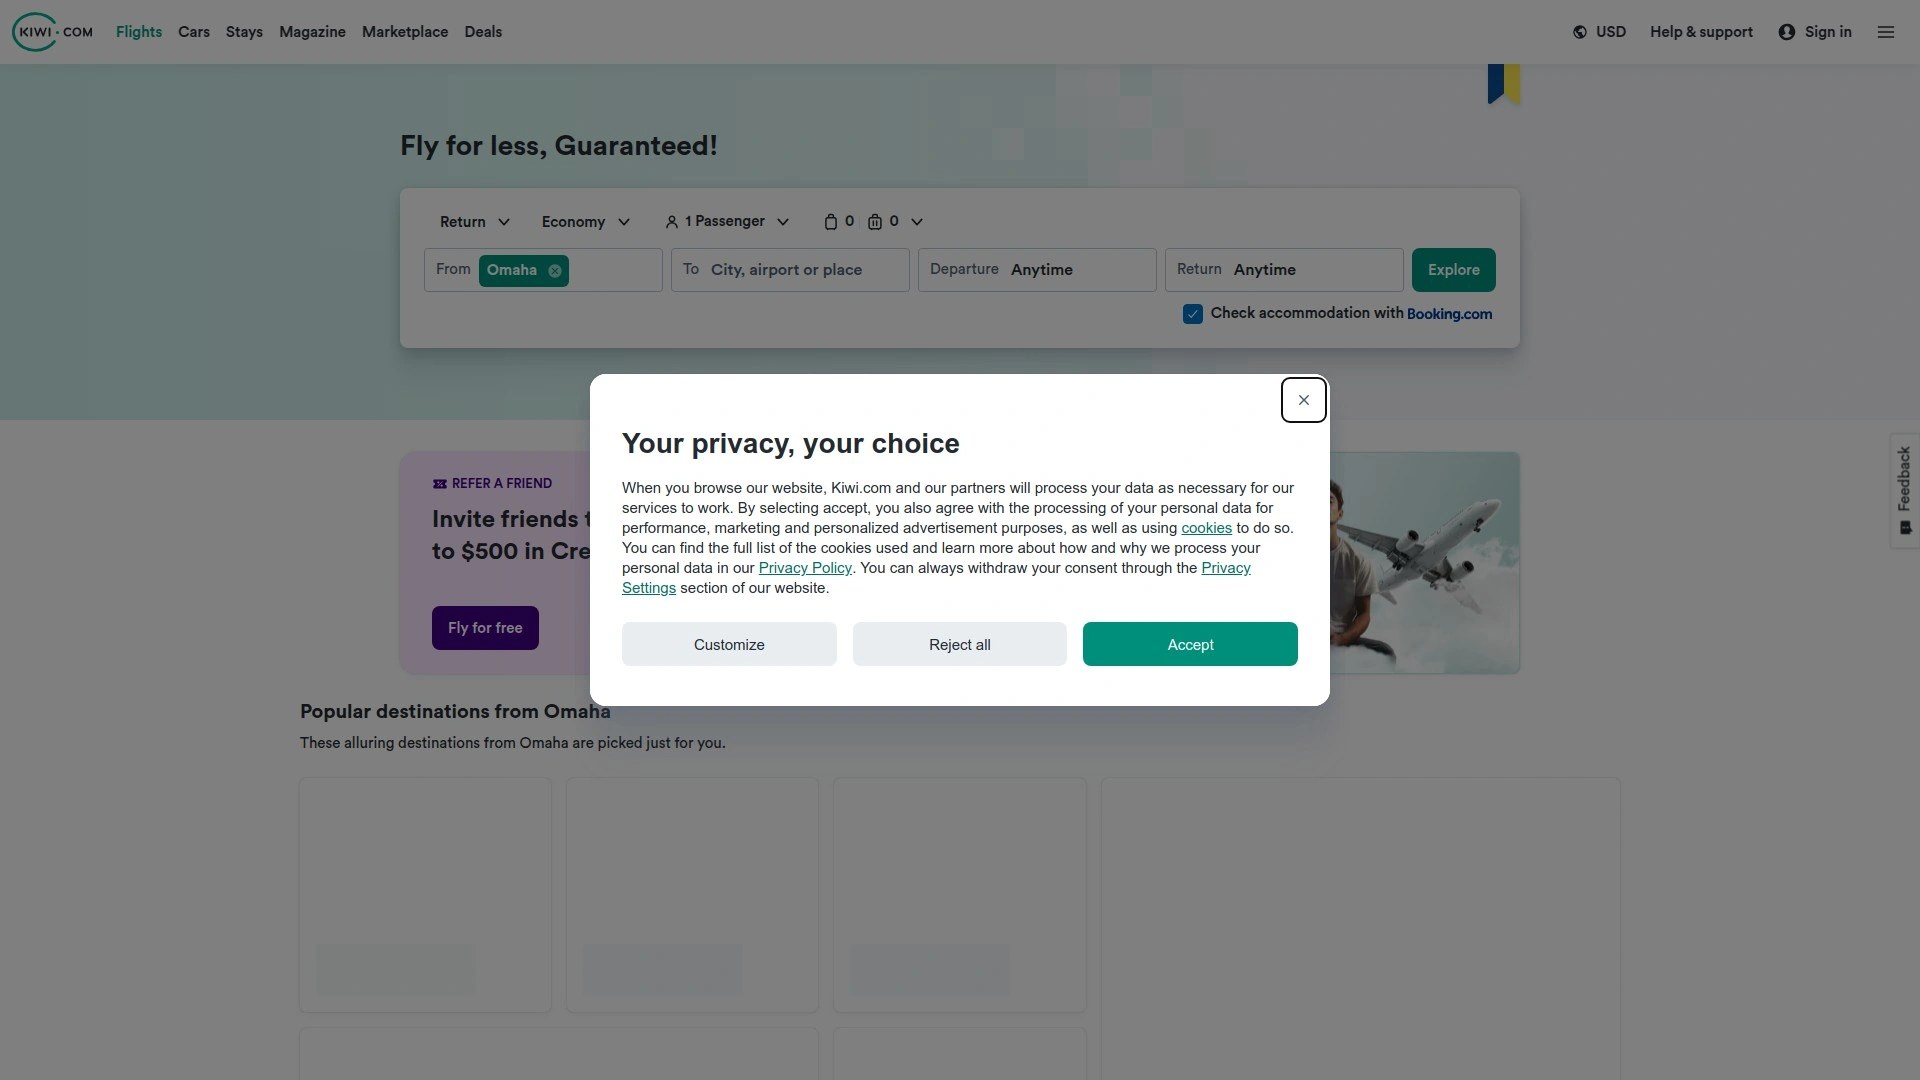 KIWI.COM Flights Cars Stays Magazine Marketplace Deals USD Help & support Sign in
Fly for less, Guaranteed!
Return Economy 1 Passenger 0 0
From Omaha To City, airport or place Departure Anytime Return Anytime Explore
Check accommodation with Booking.com
Your privacy, your choice
When you browse our website, Kiwi.com and our partners will process your data as necessary for our
services to work. By selecting accept, you also agree with the processing of your personal data for
performance, marketing and personalized advertisement purposes, as well as using cookies to do so.
You can find the full list of the cookies used and learn more about how and why we process your
personal data in our Privacy Policy. You can always withdraw your consent through the Privacy
Settings section of our website.
Customize Reject all Accept
REFER A FRIEND
Invite friends
to $500 in
Fly for free
Feedback
Popular destinations from Omaha
These alluring destinations from Omaha are picked just for you.